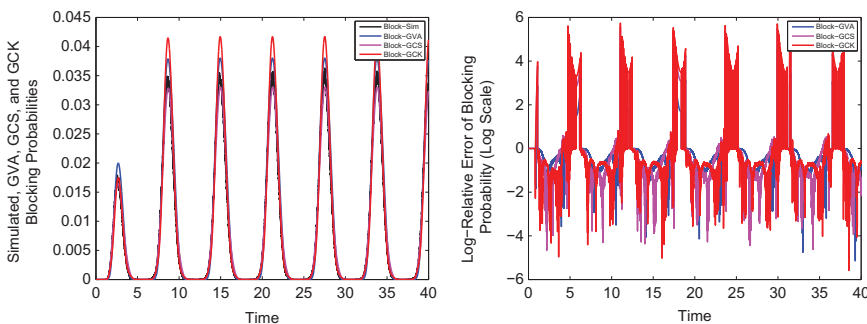 Simulated, GVA, GCS, and GCK
Blocking Probabilities
0.045
0.04
0.035
0.03
0.025
0.02
0.015
0.01
0.005
0
0 5 10 15 20 25 30 35 40
Time
Block−Sim
Block−GVA
Block−GCS
Block−GCK
Log−Relative Error of Blocking
Probability (Log Scale)
6
4
2
0
−2
−4
−6
0 5 10 15 20 25 30 35 40
Time
Block−GVA
Block−GCS
Block−GCK